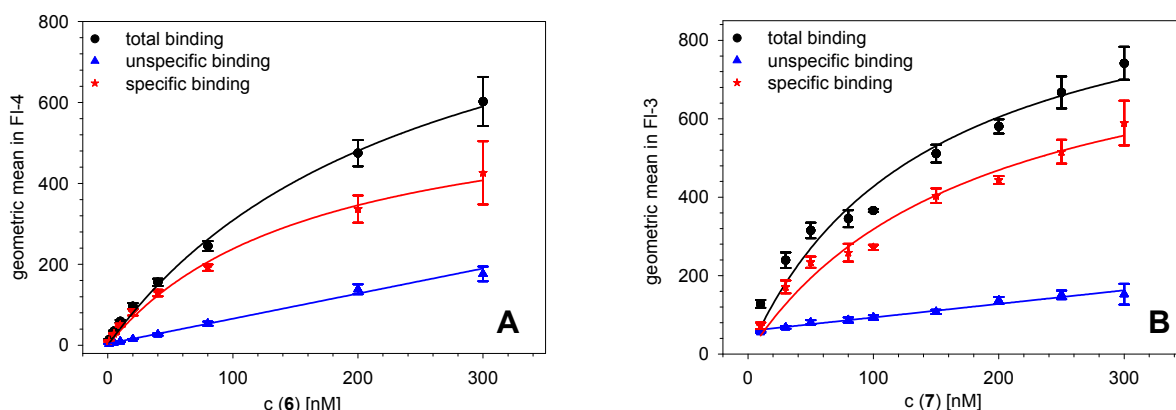 800
600
400
200
0
geometric mean in Fl-4
total binding
unspecific binding
specific binding
A
0
100
200
300
c (6) [nM]
800
600
400
200
0
geometric mean in Fl-3
total binding
unspecific binding
specific binding
B
0
100
200
300
c (7) [nM]